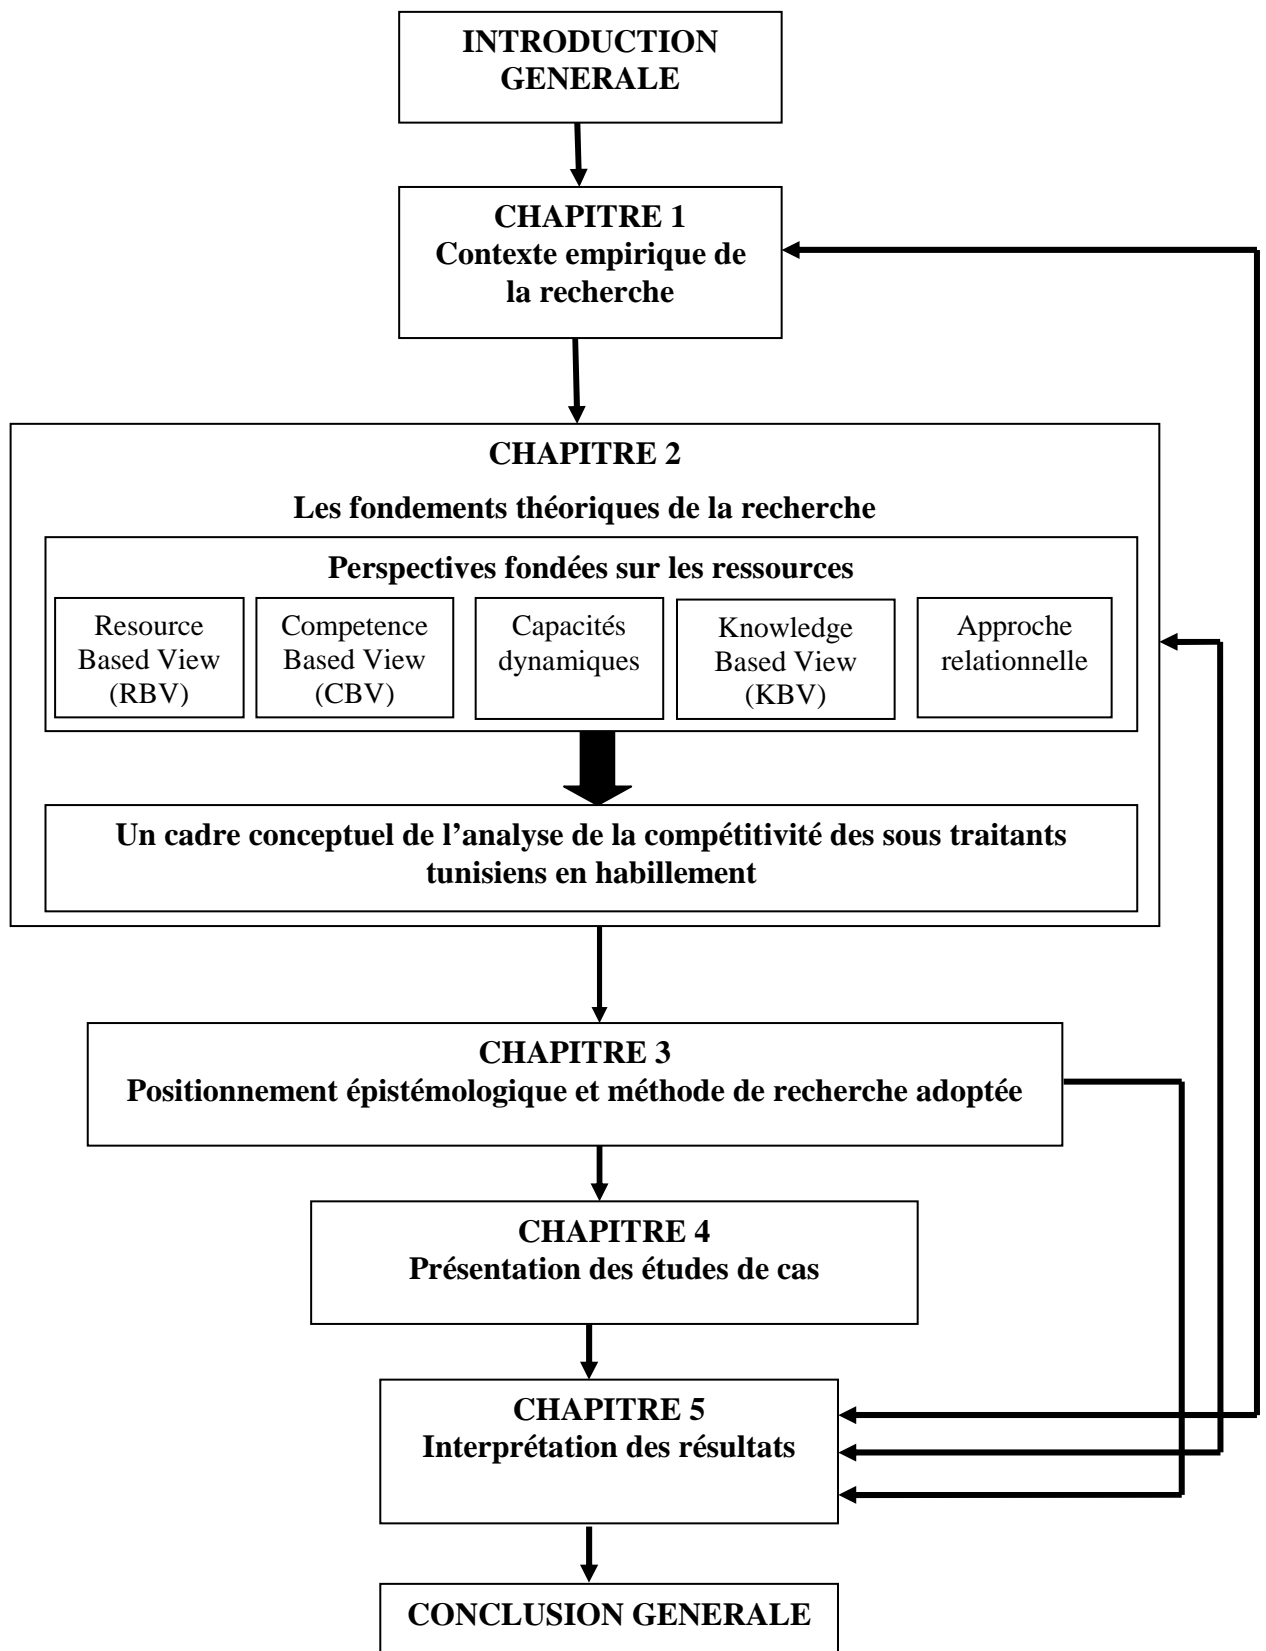 INTRODUCTION
GENERALE
CHAPITRE 1
Contexte empirique de
la recherche
CHAPITRE 2
Les fondements théoriques de la recherche
Perspectives fondées sur les ressources
Resource
Based View
(RBV)
Competence
Based View
(CBV)
Capacités
dynamiques
Knowledge
Based View
(KBV)
Approche
relationnelle
Un cadre conceptuel de l’analyse de la compétitivité des sous traitants
tunisiens en habillement
CHAPITRE 3
Positionnement épistémologique et méthode de recherche adoptée
CHAPITRE 4
Présentation des études de cas
CHAPITRE 5
Interprétation des résultats
CONCLUSION GENERALE